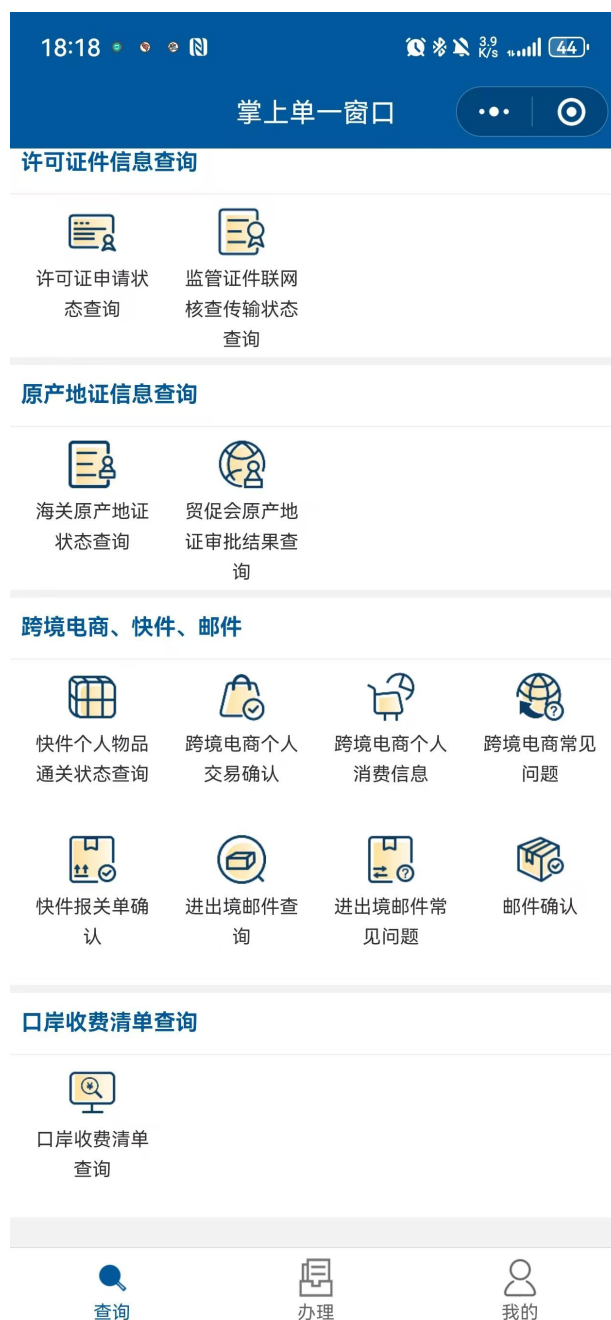 18:18
3.9 K/s
44
掌上单一窗口
许可证件信息查询
许可证申请状
态查询
监管证件联网
核查传输状态
查询
原产地证信息查询
海关原产地证
状态查询
贸促会原产地
证审批结果查
询
跨境电商、快件、邮件
快件个人物品
通关状态查询
跨境电商个人
交易确认
跨境电商个人
消费信息
跨境电商常见
问题
快件报关单确
认
进出境邮件查
询
进出境邮件常
见问题
邮件确认
口岸收费清单查询
口岸收费清单
查询
查询
办理
我的